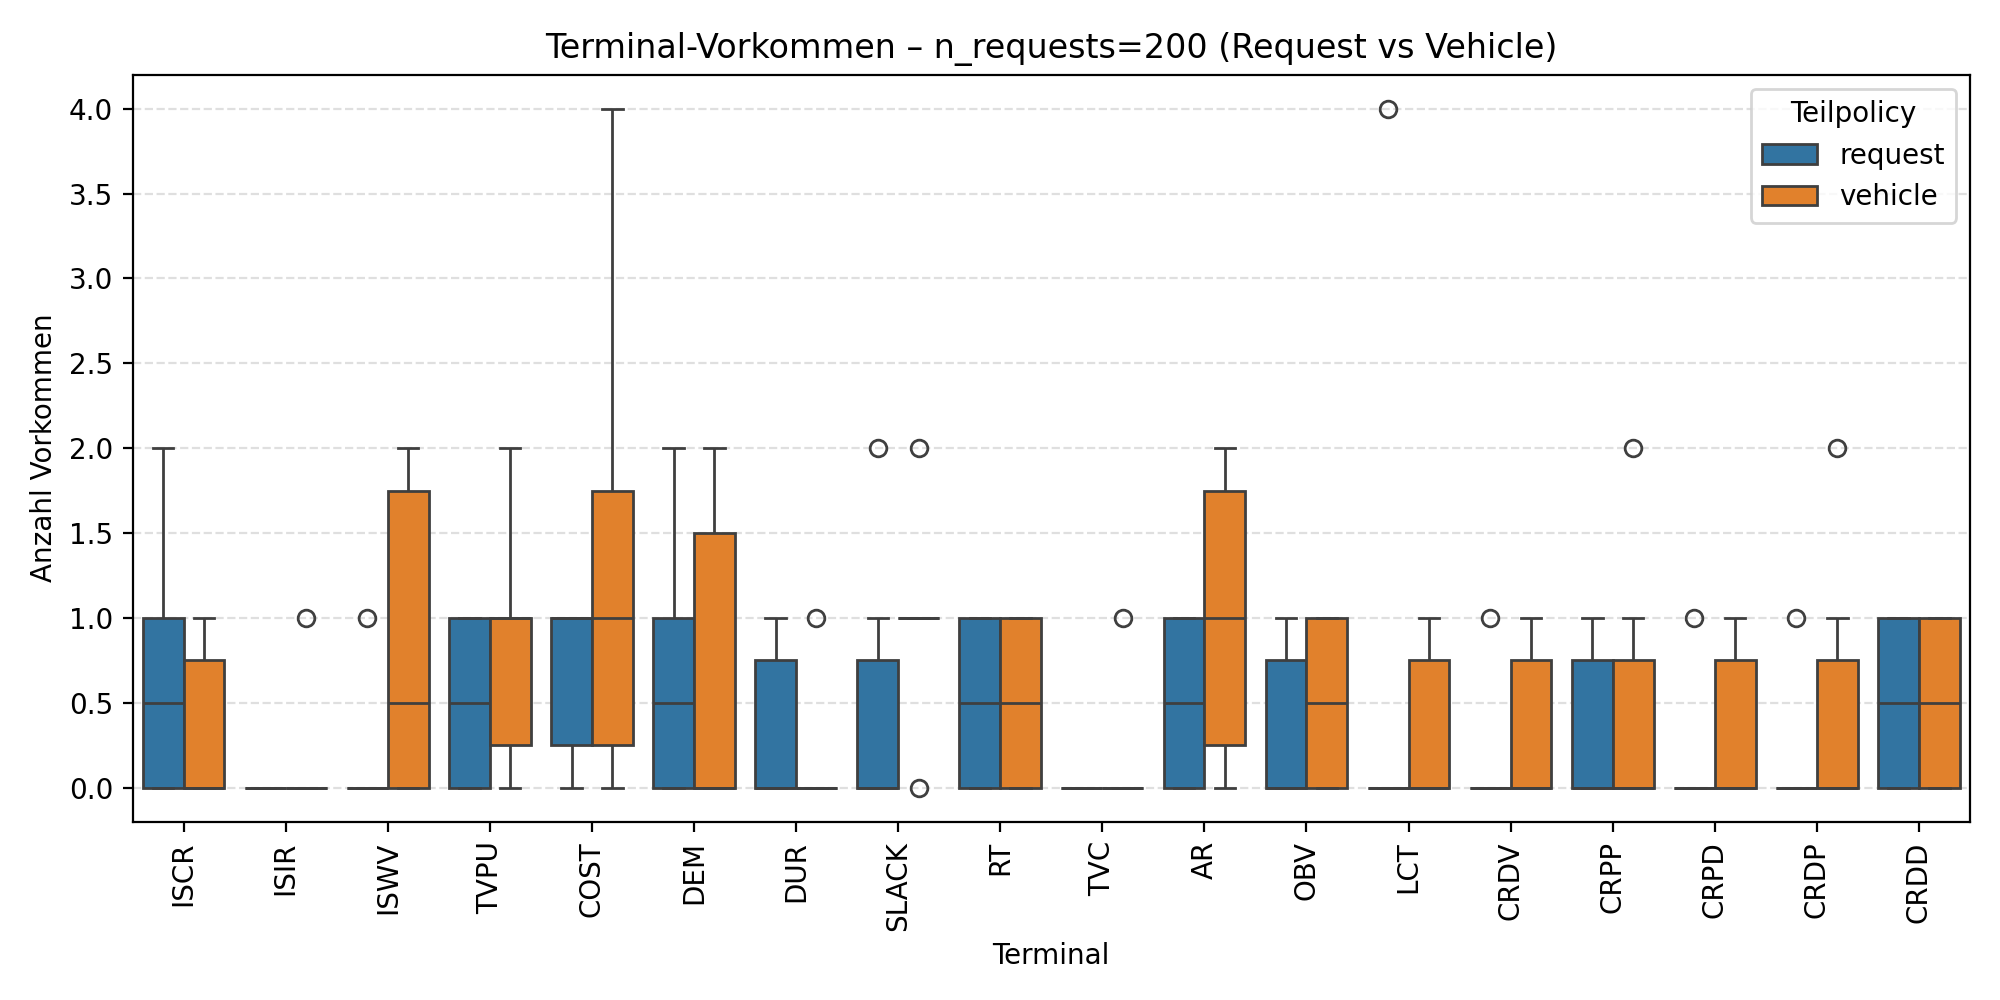 Terminal-Vorkommen – n_requests=200 (Request vs Vehicle)
Anzahl Vorkommen
4.0
3.5
3.0
2.5
2.0
1.5
1.0
0.5
0.0
Teilpolicy
request
vehicle
ISCR
ISIR
ISWV
TVPU
COST
DEM
DUR
SLACK
RT
TVC
AR
OBV
LCT
CRDV
CRPP
CRPD
CRDP
CRDD
Terminal